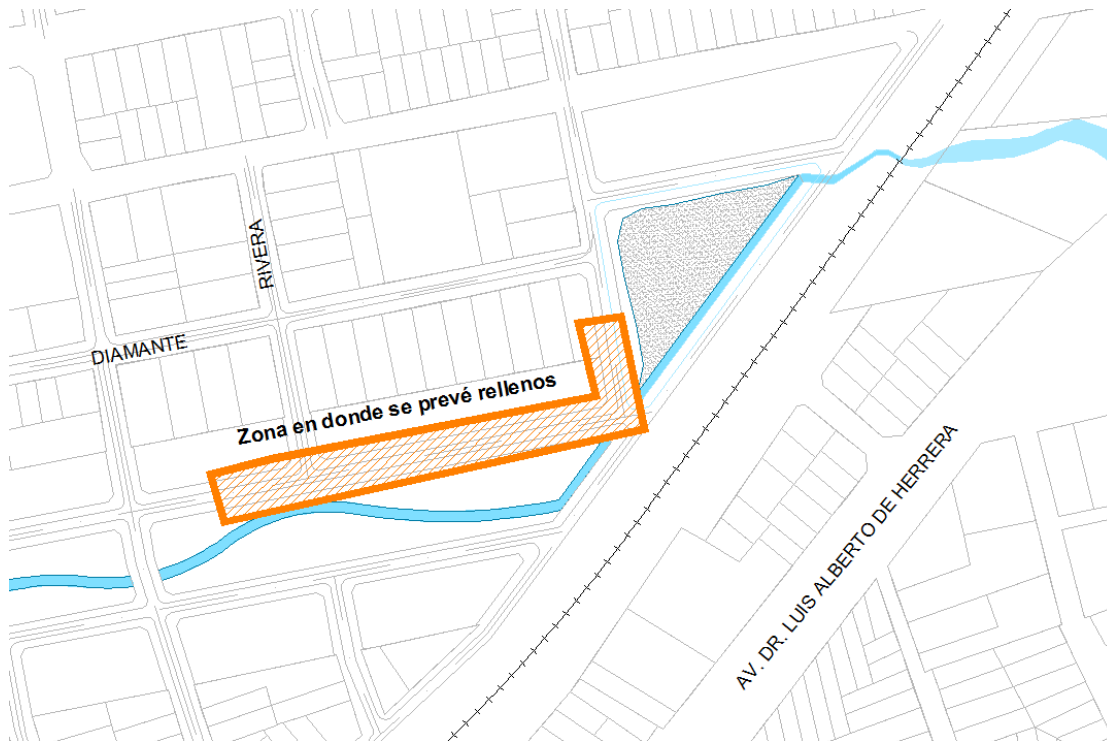 RIVERA
DIAMANTE
Zona en donde se prevé rellenos
AV. DR. LUIS ALBERTO DE HERRERA